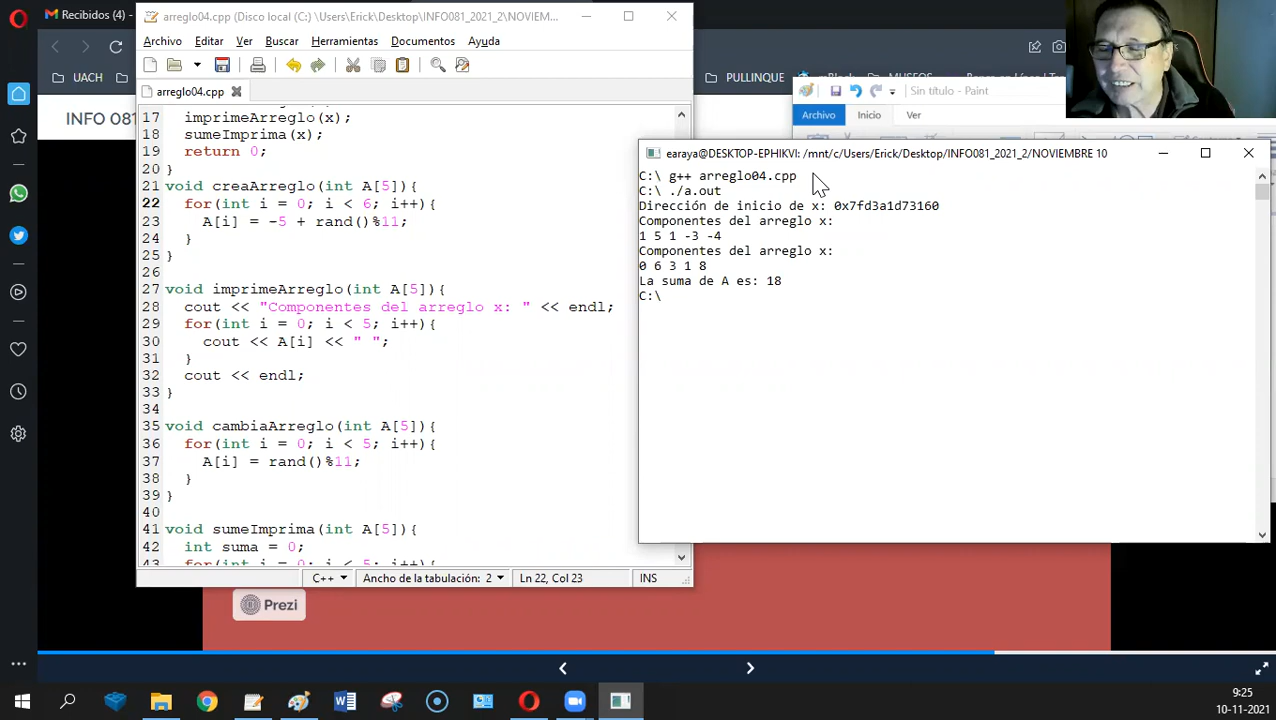 Recibidos (4) -
UACH
PULLINQUE
mBlock
MUSEOS
INFO 081
arreglo04.cpp (Disco local (C:) \Users\Erick\Desktop\INFO081_2021_2\NOVIEM...
Archivo Editar Ver Buscar Herramientas Documentos Ayuda
arreglo04.cpp
17 imprimeArreglo(x);
18 sumeImprima(x);
19 return 0;
20 }
21 void creaArreglo(int A[5]){
22 for(int i = 0; i < 6; i++){
23 A[i] = -5 + rand()%11;
24 }
25 }
26
27 void imprimeArreglo(int A[5]){
28 cout << "Componentes del arreglo x: " << endl;
29 for(int i = 0; i < 5; i++){
30 cout << A[i] << " ";
31 }
32 cout << endl;
33 }
34
35 void cambiaArreglo(int A[5]){
36 for(int i = 0; i < 5; i++){
37 A[i] = rand()%11;
38 }
39 }
40
41 void sumeImprima(int A[5]){
42 int suma = 0;
43 for(int i = 0; i < 5; i++){
C++ Ancho de la tabulación: 2 Ln 22, Col 23 INS
Sin título - Paint
Archivo Inicio Ver
earaya@DESKTOP-EPHIKVI: /mnt/c/Users/Erick/Desktop/INFO081_2021_2/NOVIEMBRE 10
C:\ g++ arreglo04.cpp
C:\ ./a.out
Dirección de inicio de x: 0x7fd3a1d73160
Componentes del arreglo x:
1 5 1 -3 -4
Componentes del arreglo x:
0 6 3 1 8
La suma de A es: 18
C:\
Prezi
9:25
10-11-2021